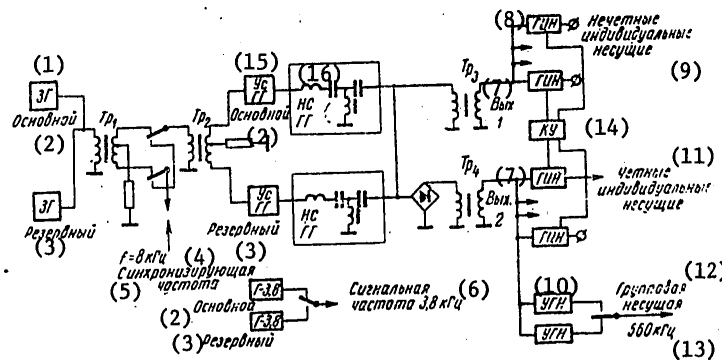 (8)
ГИН
Нечетные
индивидуальные
несущие
(1)
(15)
(16)
(9)
ЗГ
Ус
ГГ
Тр3
(7)
ГИН
Основной
Тр1
Тр2
Основной
НС
ГГ
Вых
1
КУ
(14)
(2)
(2)
Тр4
(7)
ГИН
(11)
Четные
индивидуальные
несущие
ЗГ
Ус
ГГ
НС
ГГ
Вых.
2
ГИН
Резервный
Резервный
(3)
f=8кГц
(4)
(3)
Синхронизирующая
частота
(5)
(12)
Г-3,8
Сигнальная
частота 3,8 кГц
(6)
(10)
УГН
Групповая
несущая
Основной
(2)
Г-3,8
560 кГц
(3)
Резервный
УГН
(13)